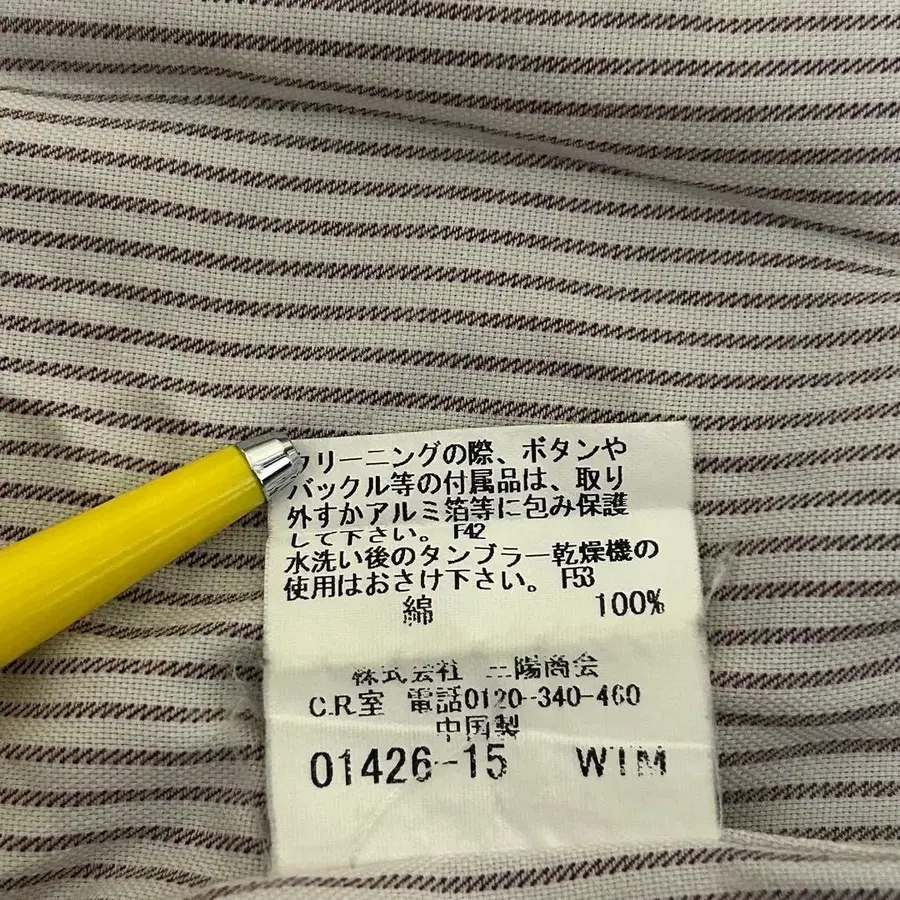 クリーニングの際、ボタンや
バックル等の付属品は、取り
外すかアルミ箔等に包み保護
して下さい。 F42
水洗い後のタンブラー乾燥機の
使用はおさけ下さい。 F53
綿 100%
株式会社 三陽商会
C.R.室 電話0120-340-460
中国製
01426-15 WTM